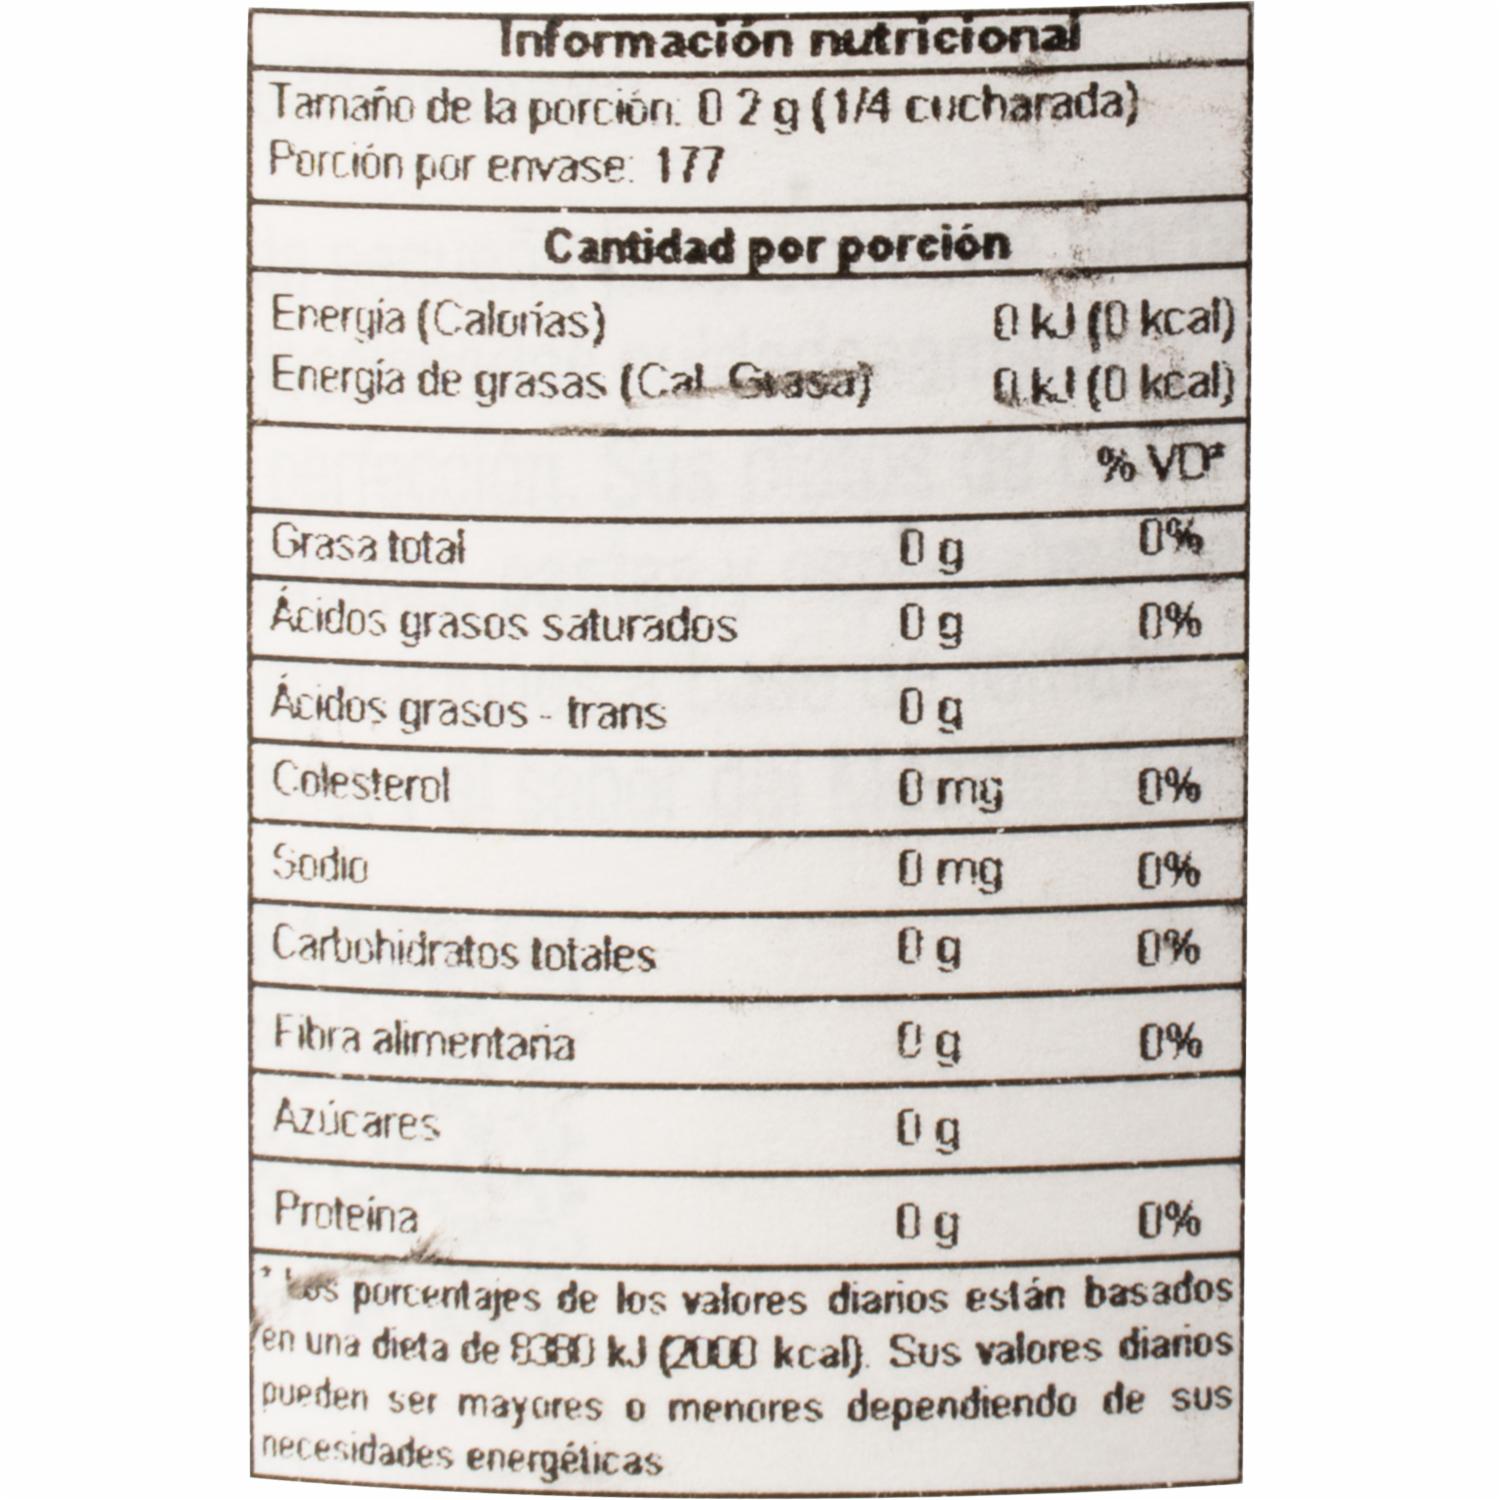 Información nutricional
Tamaño de la porción: 0 2 g (1/4 cucharada)
Porción por envase: 177
Cantidad por porción
Energía (Calorías) 0 kJ (0 kcal)
Energía de grasas (Cal. Grasa) 0 kJ (0 kcal)
% VD*
Grasa total 0 g 0%
Ácidos grasos saturados 0 g 0%
Ácidos grasos - trans 0 g
Colesterol 0 mg 0%
Sodio 0 mg 0%
Carbohidratos totales 0 g 0%
Fibra alimentaria 0 g 0%
Azúcares 0 g
Proteína 0 g 0%
* Los porcentajes de los valores diarios están basados
en una dieta de 8380 kJ (2000 kcal). Sus valores diarios
pueden ser mayores o menores dependiendo de sus
necesidades energéticas